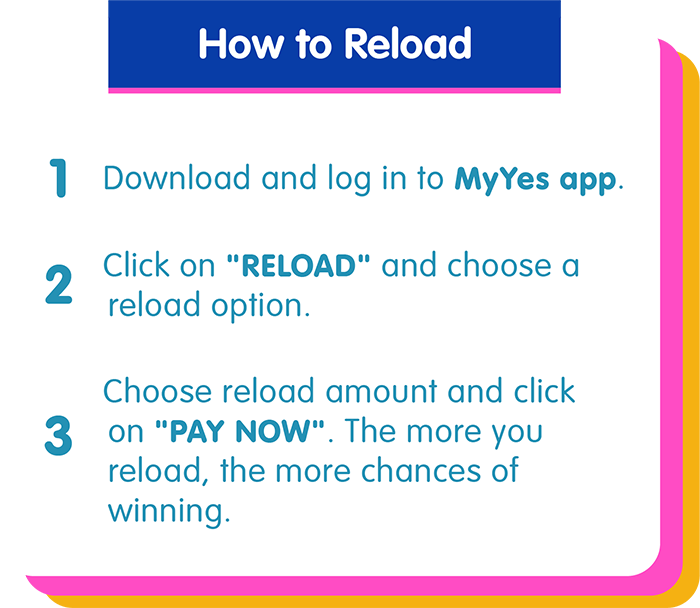 How to Reload
1 Download and log in to MyYes app.
2 Click on "RELOAD" and choose a
reload option.
3 Choose reload amount and click
on "PAY NOW". The more you
reload, the more chances of
winning.